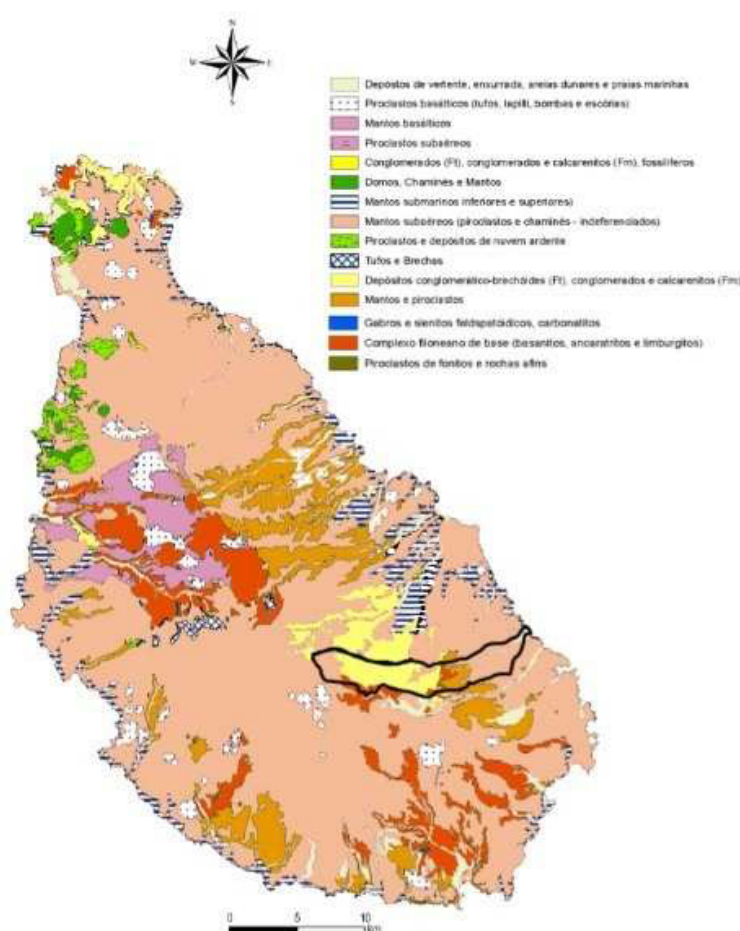 N
W
E
S
Depósitos de vertente, enxurrada, areias dunares e praias marinhas
Piroclastos basálticos (tufos, lapilli, bombas e escórias)
Mantos basálticos
Piroclastos subaéreos
Conglomerados (Ft), conglomerados e calcarenitos (Fm), fossilíferos
Domos, Chaminés e Mantos
Mantos submarinos inferiores e superiores)
Mantos subaéreos (piroclastos e chaminés - indeferenciados)
Piroclastos e depósitos de nuvem ardente
Tufos e Brechas
Depósitos conglomerático-brechóides (Ft), conglomerados e calcarenitos (Fm)
Mantos e piroclastos
Gabros e sienitos feldspatóidicos, carbonatitos
Complexo filoneano de base (basanitos, ancaratritos e limburgitos)
Piroclastos de fonitos e rochas afins
0 5 10
km